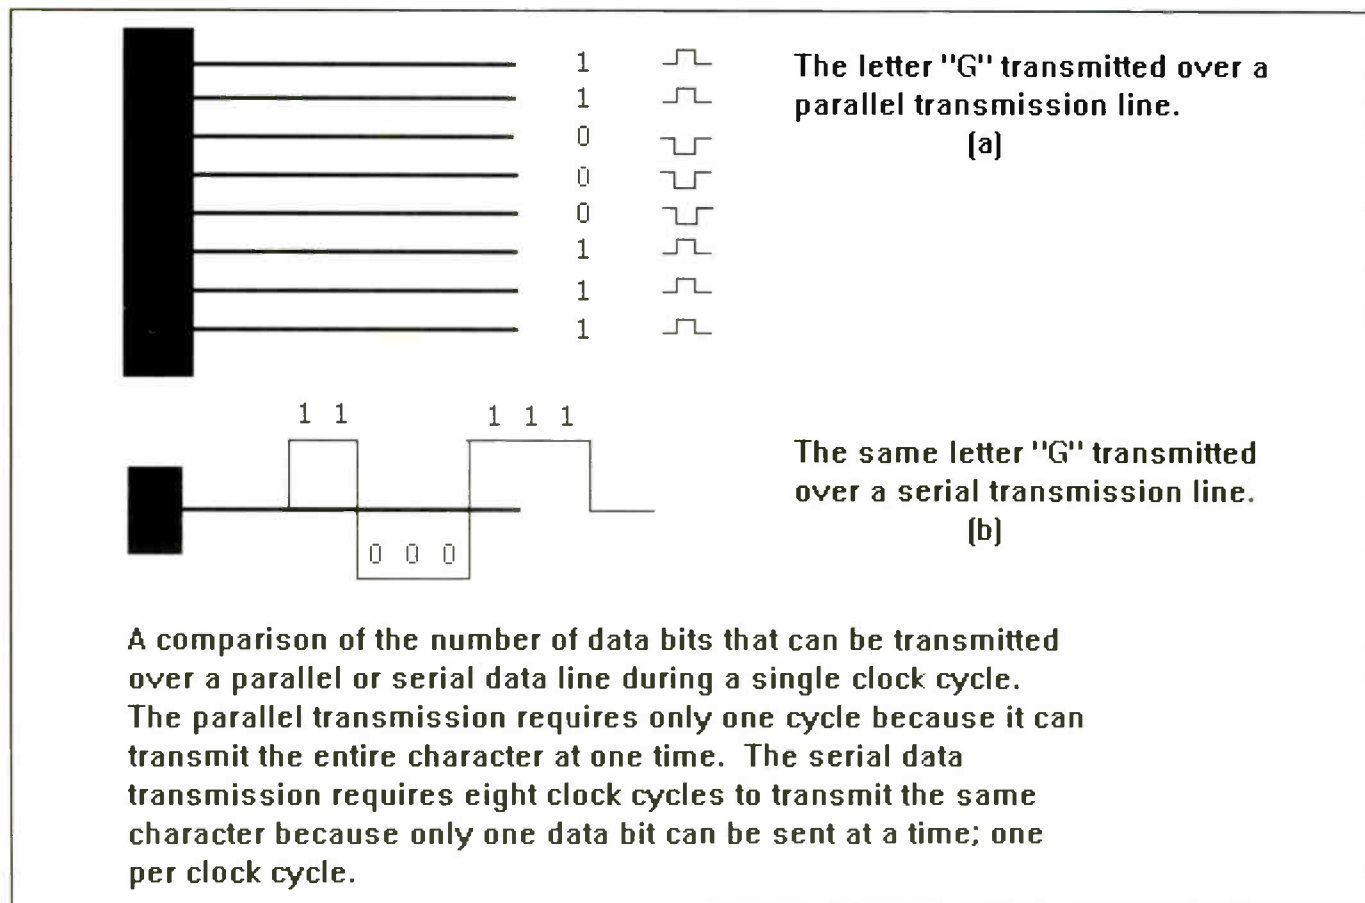 1
1
0
0
0
1
1
1
The letter "G" transmitted over a
parallel transmission line.
(a)
1 1 1 1 1
0 0 0
The same letter "G" transmitted
over a serial transmission line.
(b)
A comparison of the number of data bits that can be transmitted
over a parallel or serial data line during a single clock cycle.
The parallel transmission requires only one cycle because it can
transmit the entire character at one time. The serial data
transmission requires eight clock cycles to transmit the same
character because only one data bit can be sent at a time; one
per clock cycle.